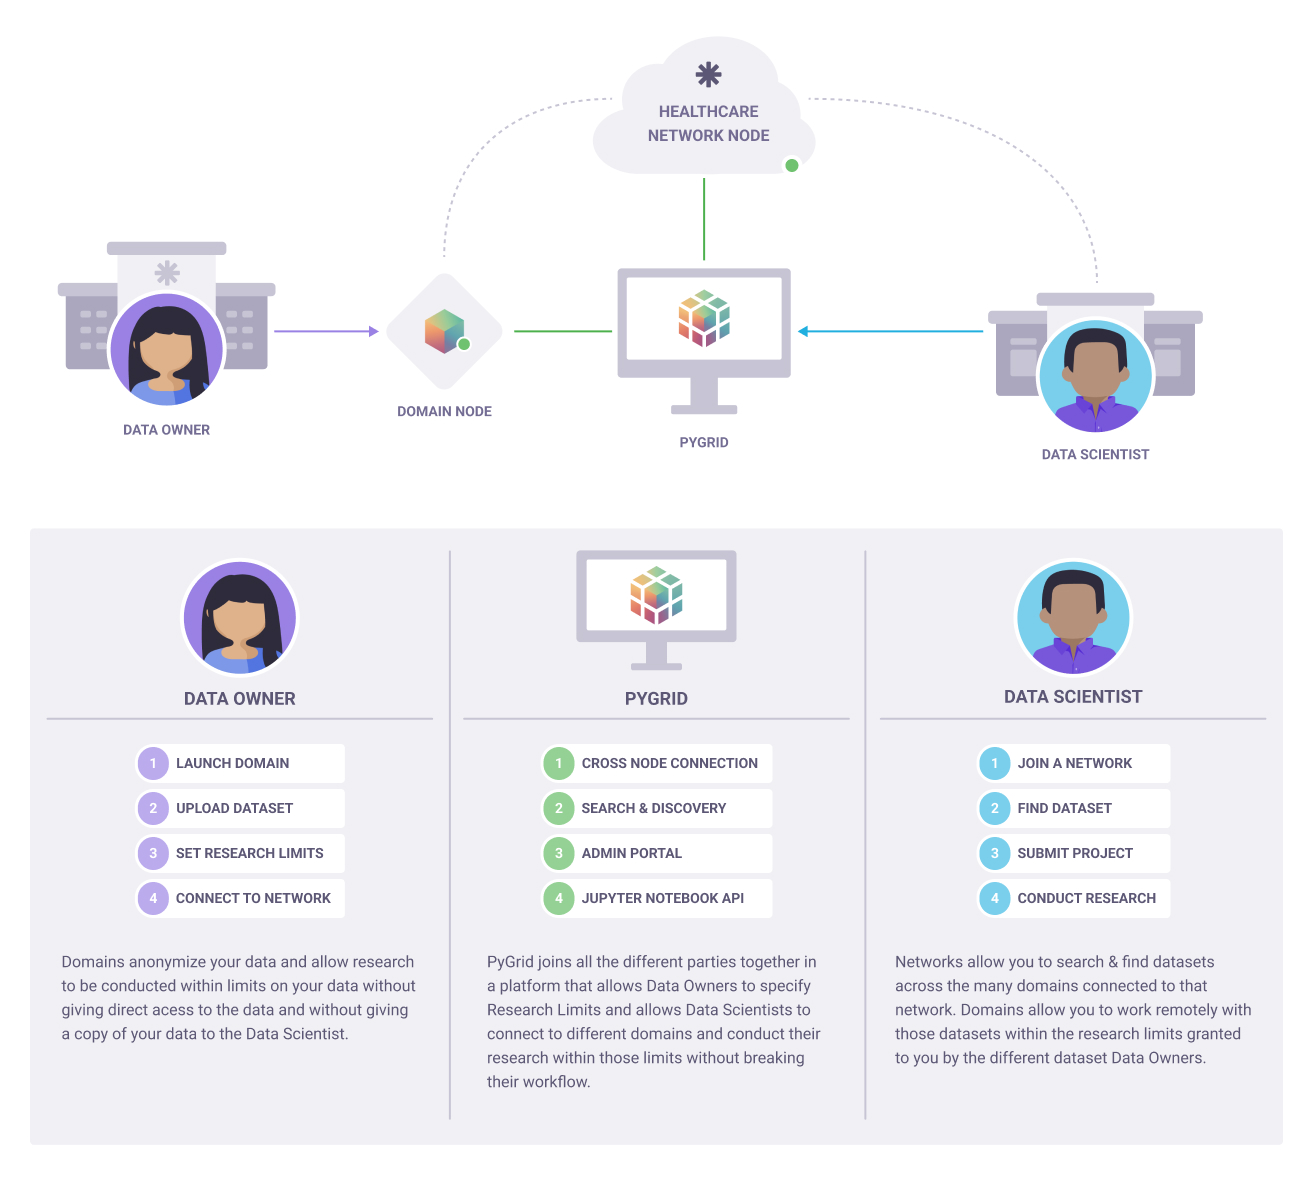 HEALTHCARE
NETWORK NODE
DATA OWNER
DOMAIN NODE
PYGRID
DATA SCIENTIST
DATA OWNER
1 LAUNCH DOMAIN
2 UPLOAD DATASET
3 SET RESEARCH LIMITS
4 CONNECT TO NETWORK
Domains anonymize your data and allow research
to be conducted within limits on your data without
giving direct acess to the data and without giving
a copy of your data to the Data Scientist.
PYGRID
1 CROSS NODE CONNECTION
2 SEARCH & DISCOVERY
3 ADMIN PORTAL
4 JUPYTER NOTEBOOK API
PyGrid joins all the different parties together in
a platform that allows Data Owners to specify
Research Limits and allows Data Scientists to
connect to different domains and conduct their
research within those limits without breaking
their workflow.
DATA SCIENTIST
1 JOIN A NETWORK
2 FIND DATASET
3 SUBMIT PROJECT
4 CONDUCT RESEARCH
Networks allow you to search & find datasets
across the many domains connected to that
network. Domains allow you to work remotely with
those datasets within the research limits granted
to you by the different dataset Data Owners.